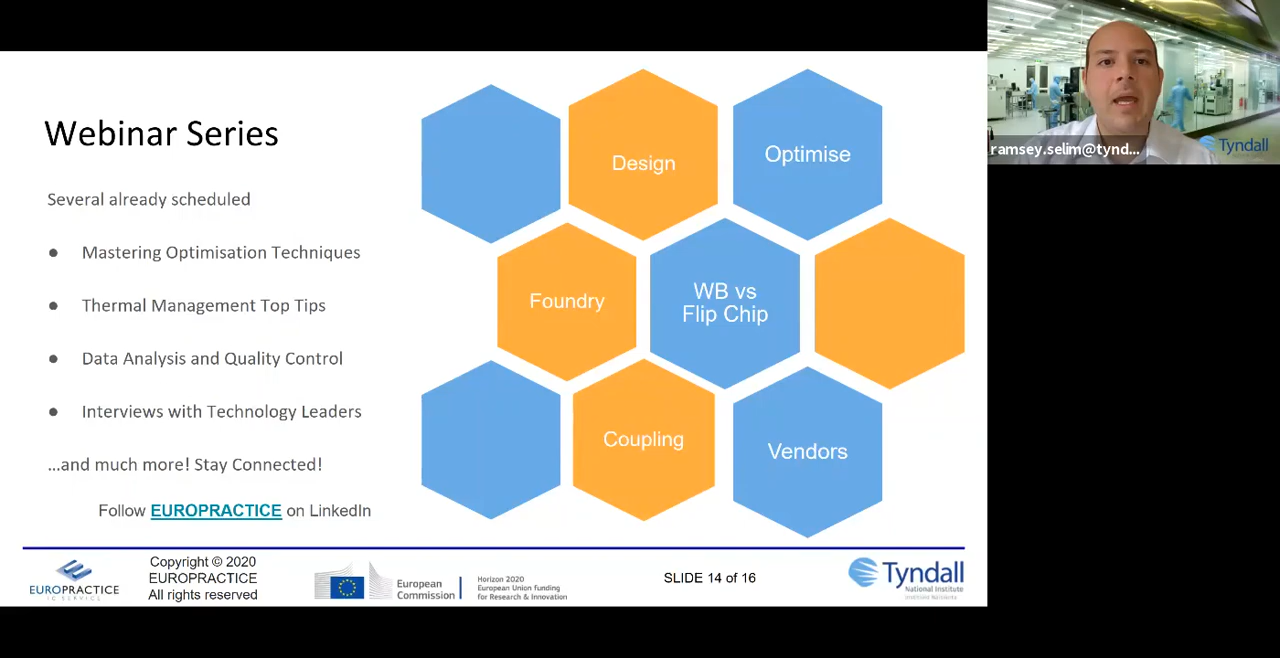 Webinar Series
Several already scheduled
● Mastering Optimisation Techniques
● Thermal Management Top Tips
● Data Analysis and Quality Control
● Interviews with Technology Leaders
...and much more! Stay Connected!
Follow EUROPRACTICE on LinkedIn
Design
Optimise
Foundry
WB vs
Flip Chip
Coupling
Vendors
EUROPRACTICE
IC SERVICE
Copyright © 2020
EUROPRACTICE
All rights reserved
European
Commission
Horizon 2020
European Union funding
for Research & Innovation
SLIDE 14 of 16
Tyndall
National Institute
ramsey.selim@tynd...
Tyndall